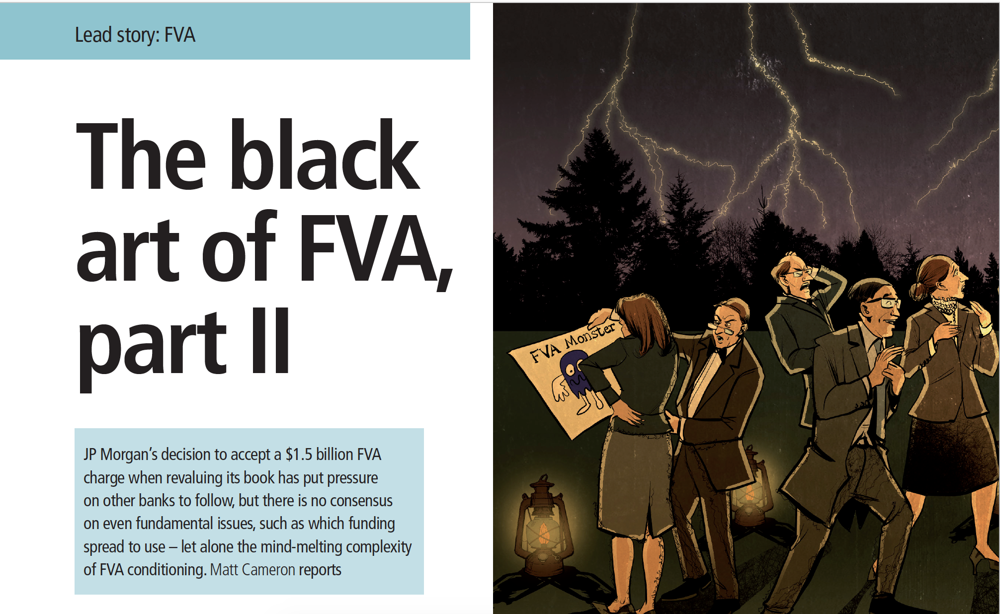 Lead story: FVA
The black
art of FVA,
part II
JP Morgan’s decision to accept a $1.5 billion FVA
charge when revaluing its book has put pressure
on other banks to follow, but there is no consensus
on even fundamental issues, such as which funding
spread to use – let alone the mind-melting complexity
of FVA conditioning. Matt Cameron reports
FVA Monster